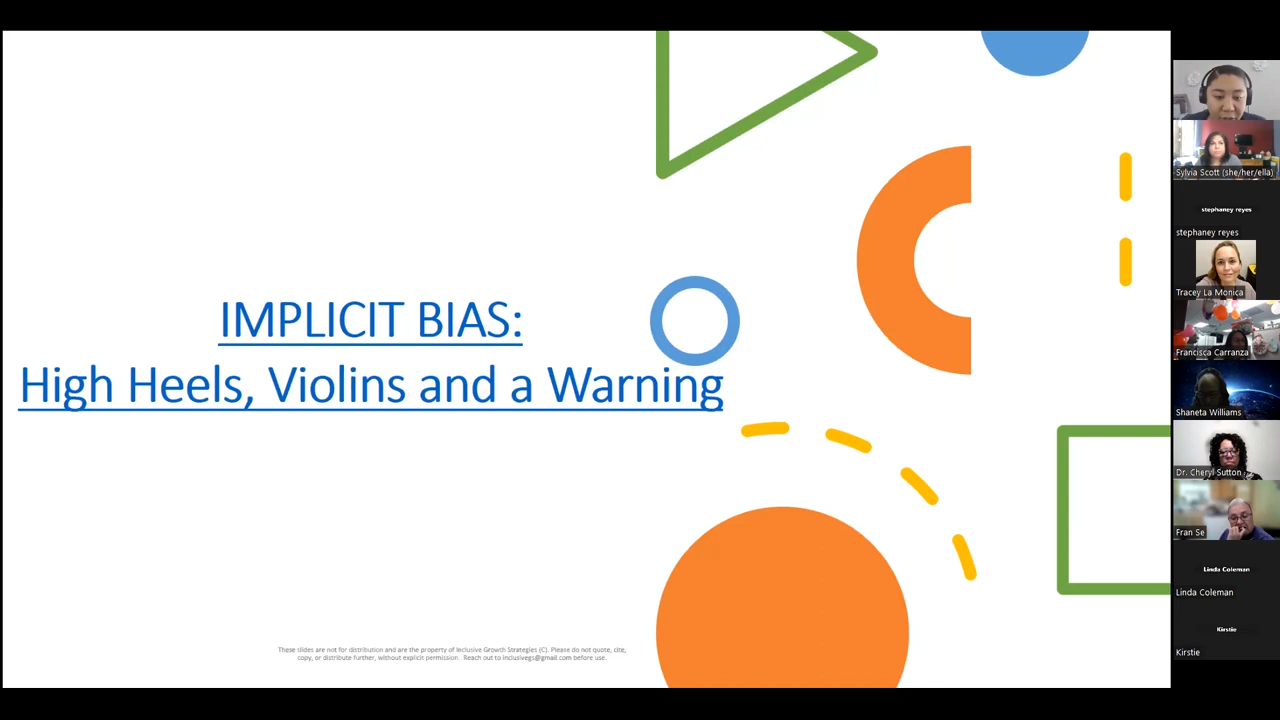 IMPLICIT BIAS:
High Heels, Violins and a Warning
These slides are not for distribution and are the property of Inclusive Growth Strategies (C). Please do not quote, cite,
copy, or distribute further, without explicit permission. Reach out to inclusivegs@gmail.com before use.
Sylvia Scott (she/her/ella)
stephaney reyes
stephaney reyes
Tracey La Monica
Francisca Carranza
Shaneta Williams
Dr. Cheryl Sutton
Fran Se
Linda Coleman
Linda Coleman
Kirstie
Kirstie